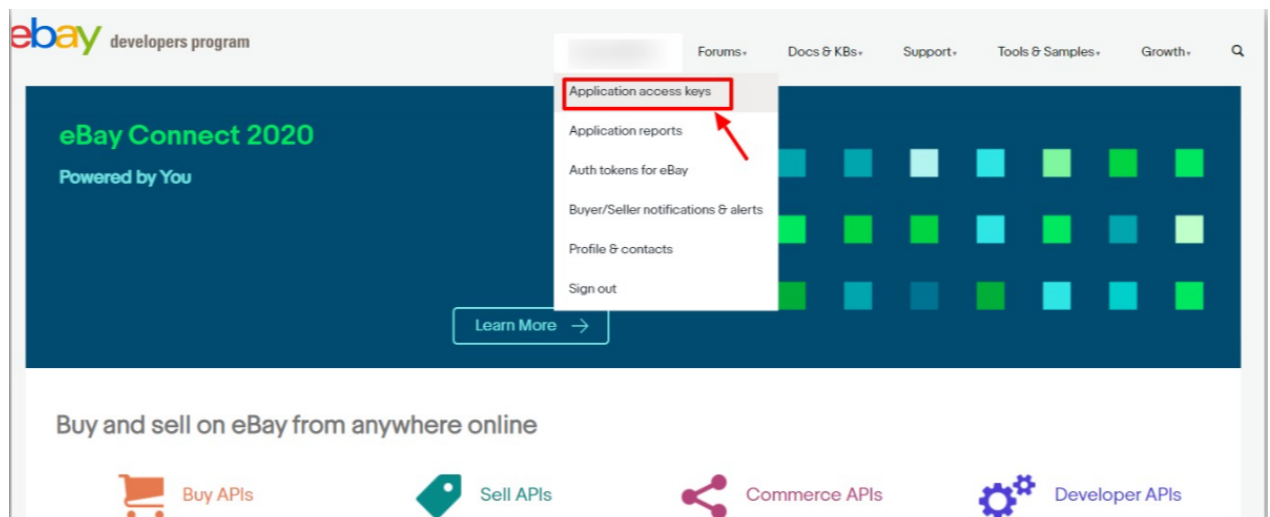 ebay developers program
Forums Docs & KBs Support Tools & Samples Growth
Application access keys
Application reports
Auth tokens for eBay
Buyer/Seller notifications & alerts
Profile & contacts
Sign out
eBay Connect 2020
Powered by You
Learn More →
Buy and sell on eBay from anywhere online
Buy APIs Sell APIs Commerce APIs Developer APIs